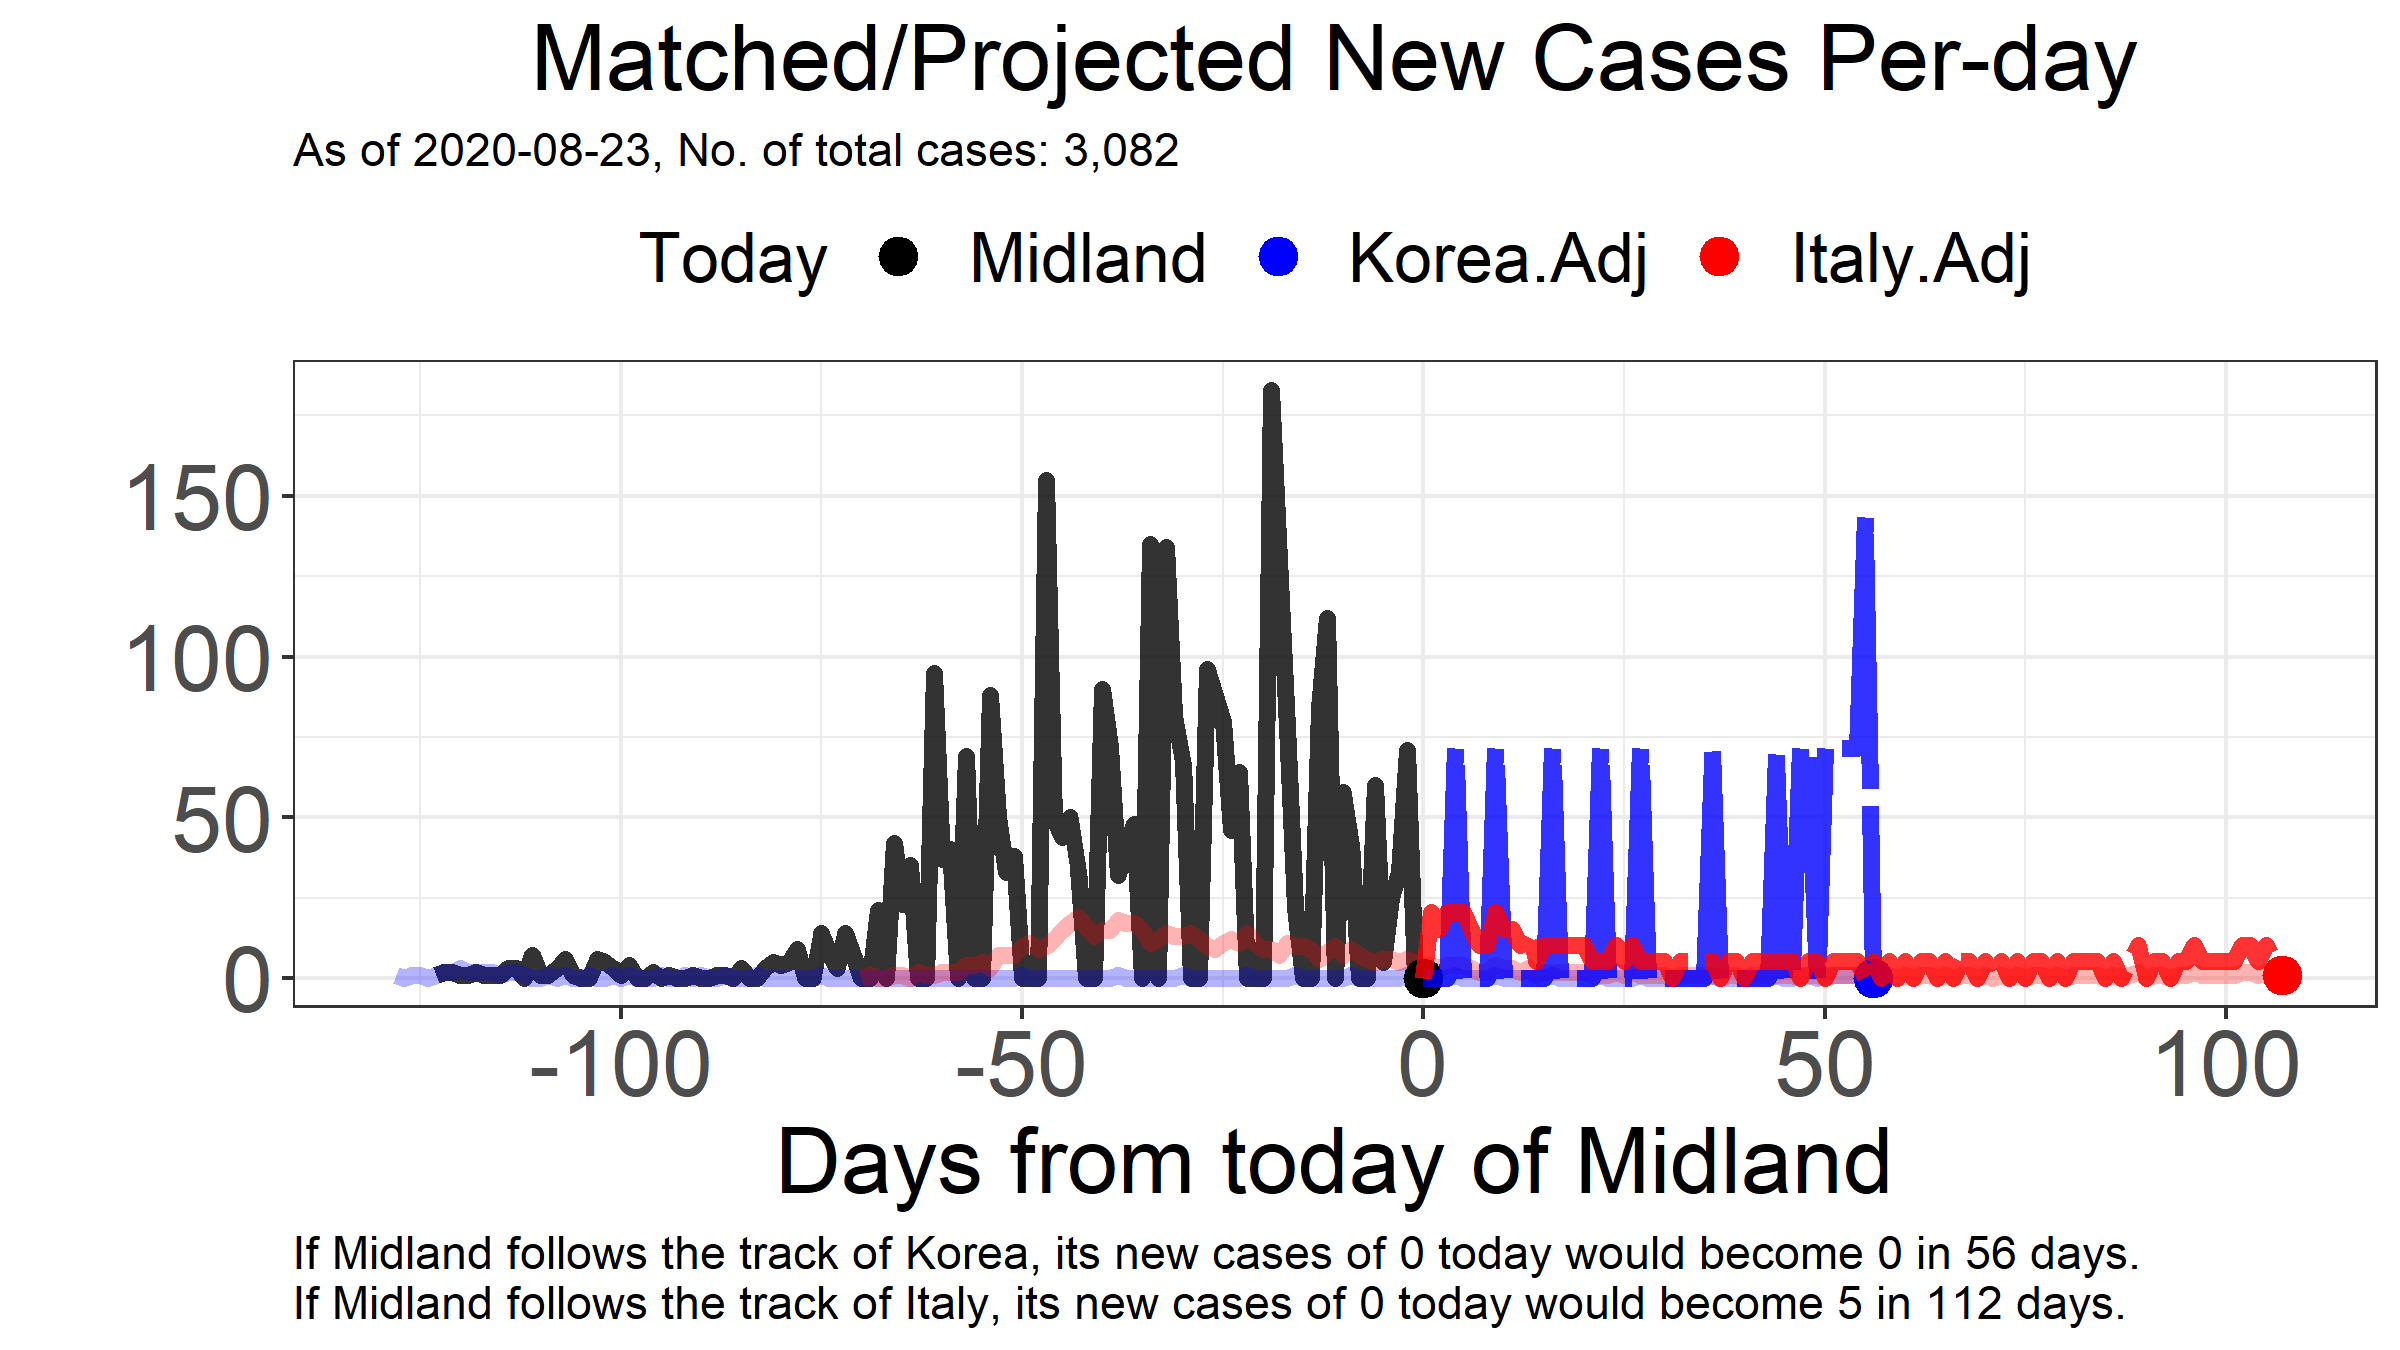 Matched/Projected New Cases Per-day
As of 2020-08-23, No. of total cases: 3,082
Today Midland Korea.Adj Italy.Adj
150
100
50
0
-100 -50 0 50 100
Days from today of Midland
If Midland follows the track of Korea, its new cases of 0 today would become 0 in 56 days.
If Midland follows the track of Italy, its new cases of 0 today would become 5 in 112 days.